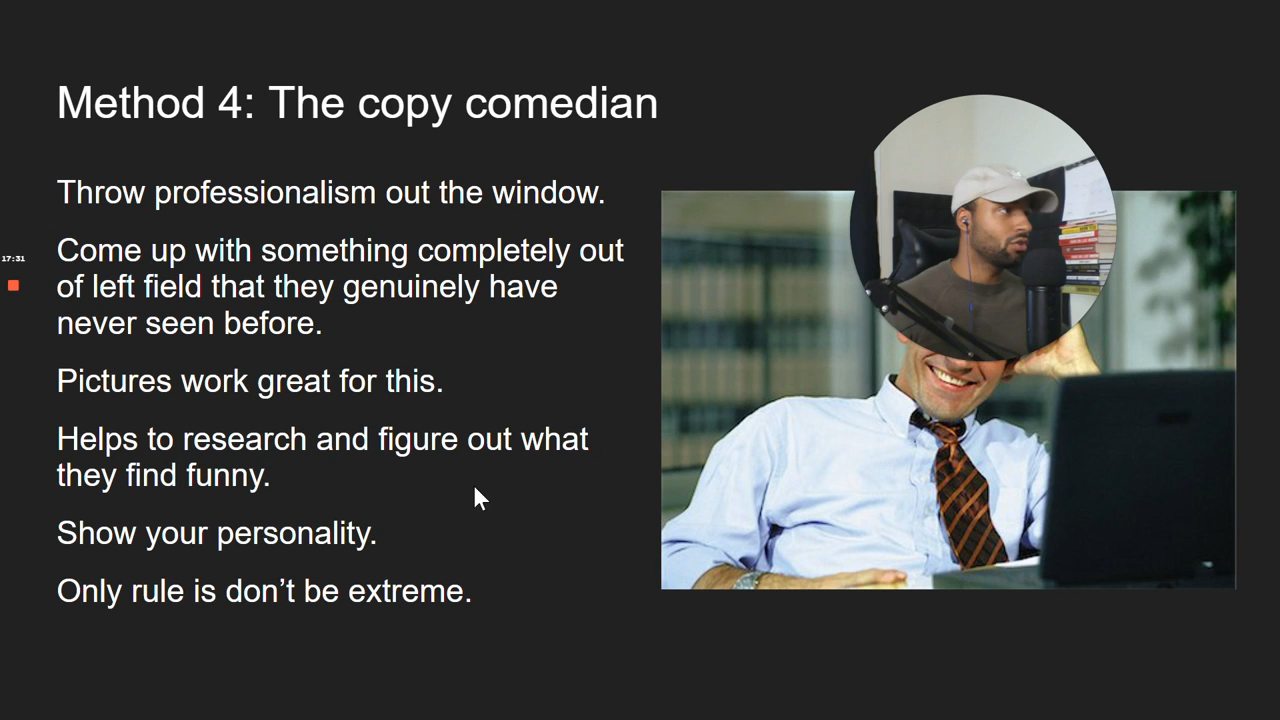 Method 4: The copy comedian
Throw professionalism out the window.
Come up with something completely out
of left field that they genuinely have
never seen before.
Pictures work great for this.
Helps to research and figure out what
they find funny.
Show your personality.
Only rule is don’t be extreme.
17:31